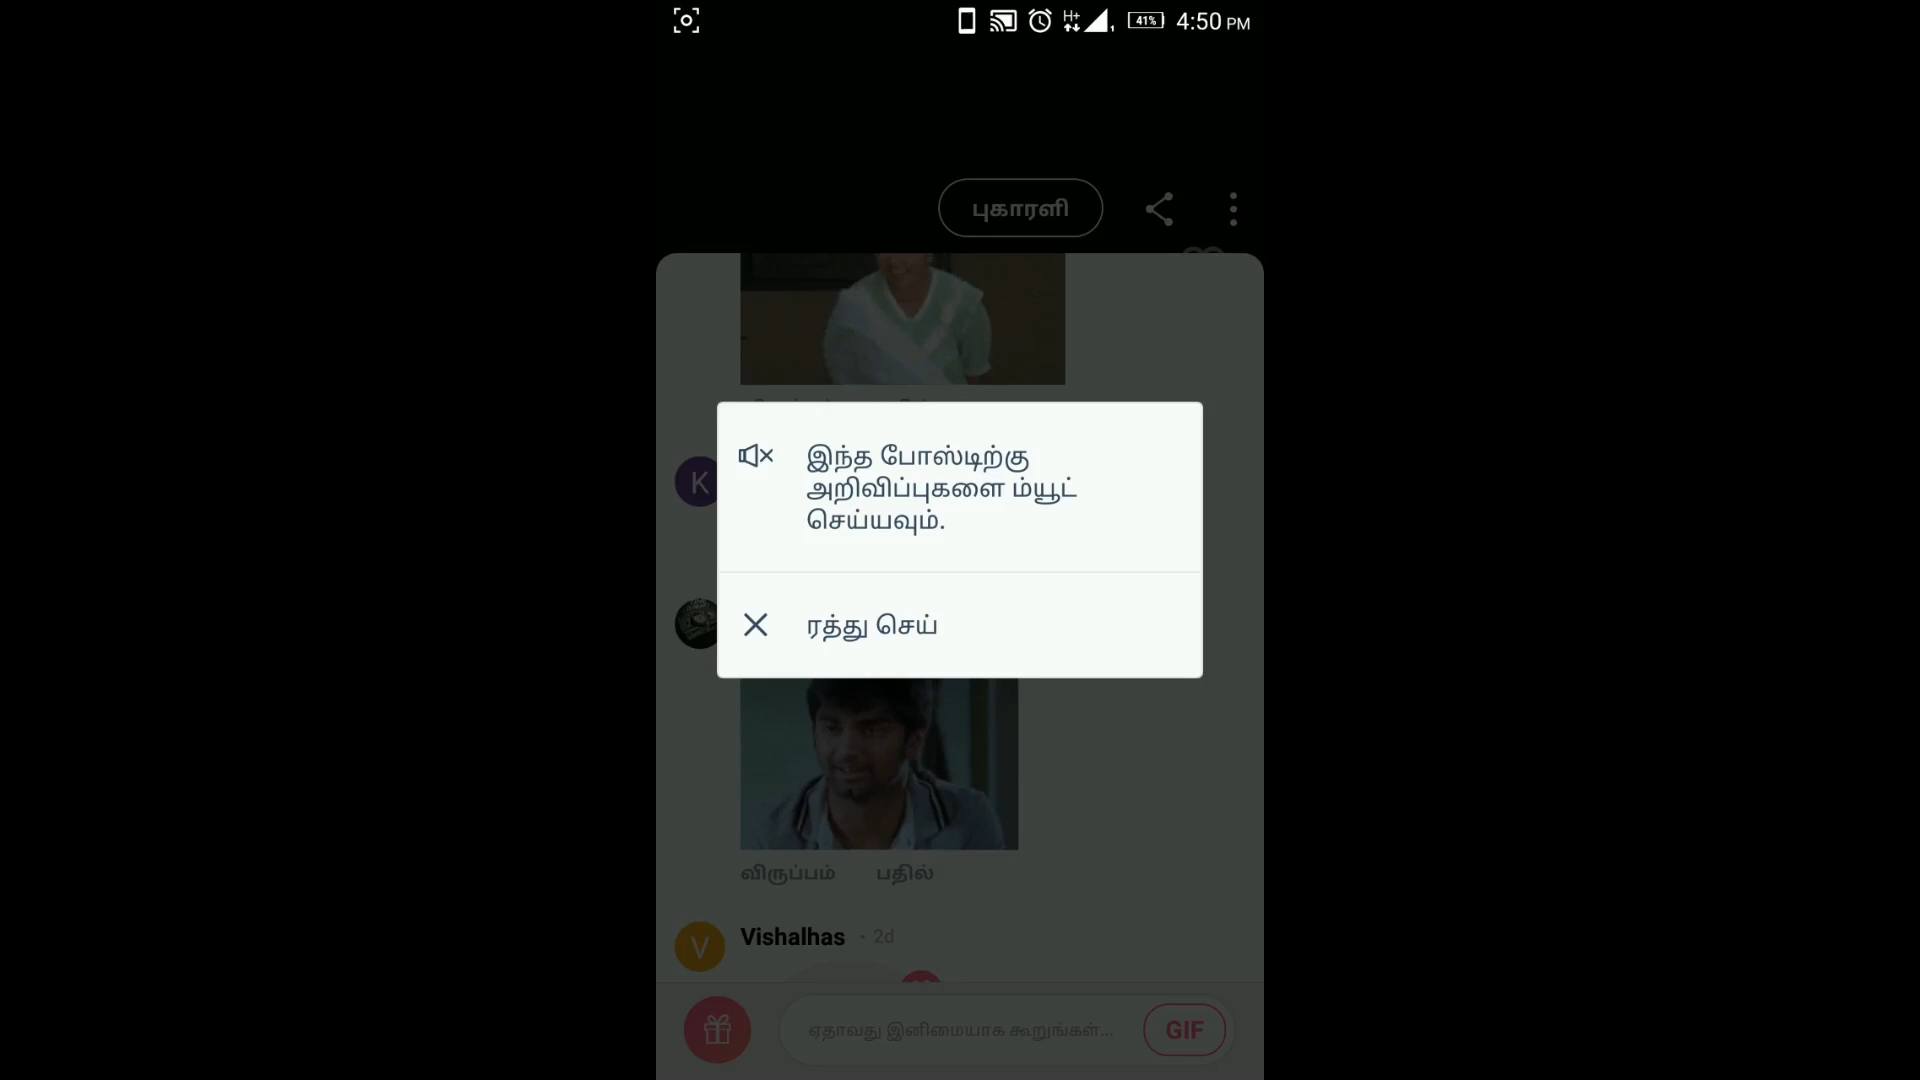 H+
1
41%
4:50 PM
புகாரளி
K
இந்த போஸ்டிற்கு
அறிவிப்புகளை ம்யூட்
செய்யவும்.
ரத்து செய்
விருப்பம் பதில்
V
Vishalhas · 2d
ஏதாவது இனிமையாக கூறுங்கள்...
GIF